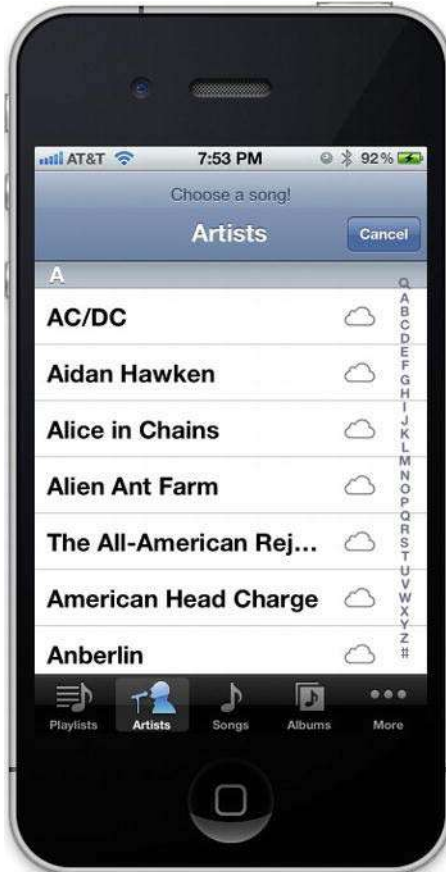 AT&T 7:53 PM 92%
Choose a song!
Artists
Cancel
A
AC/DC
Aidan Hawken
Alice in Chains
Alien Ant Farm
The All-American Rej...
American Head Charge
Anberlin
A
B
C
D
E
F
G
H
I
J
K
L
M
N
O
P
Q
R
S
T
U
V
W
X
Y
Z
#
Playlists Artists Songs Albums More